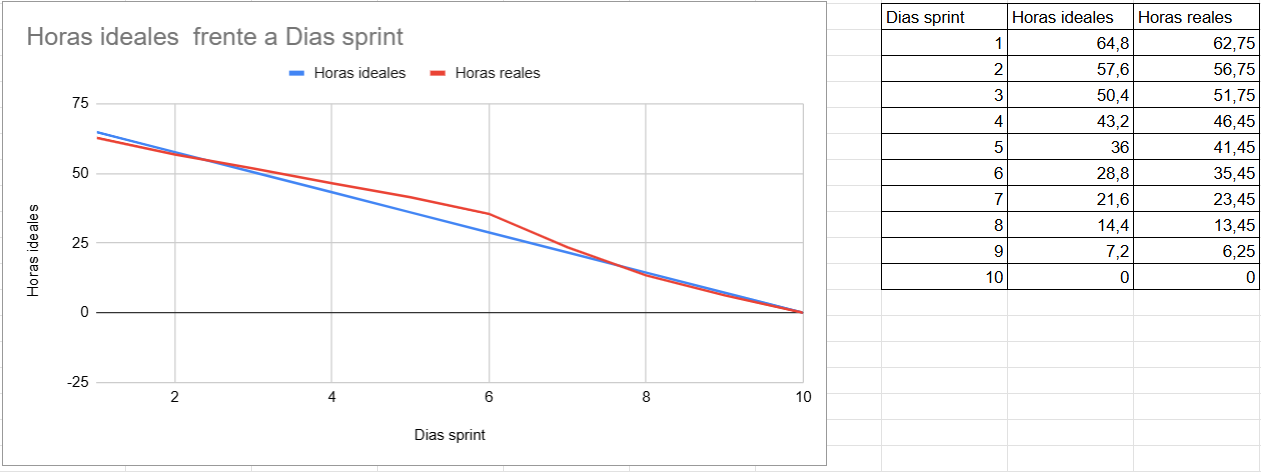 Horas ideales  frente a Dias sprint
Horas ideales Horas reales
75
50
25
0
-25
Horas ideales
2 4 6 8 10
Dias sprint
Dias sprint Horas ideales Horas reales
1 64,8 62,75
2 57,6 56,75
3 50,4 51,75
4 43,2 46,45
5 36 41,45
6 28,8 35,45
7 21,6 23,45
8 14,4 13,45
9 7,2 6,25
10 0 0